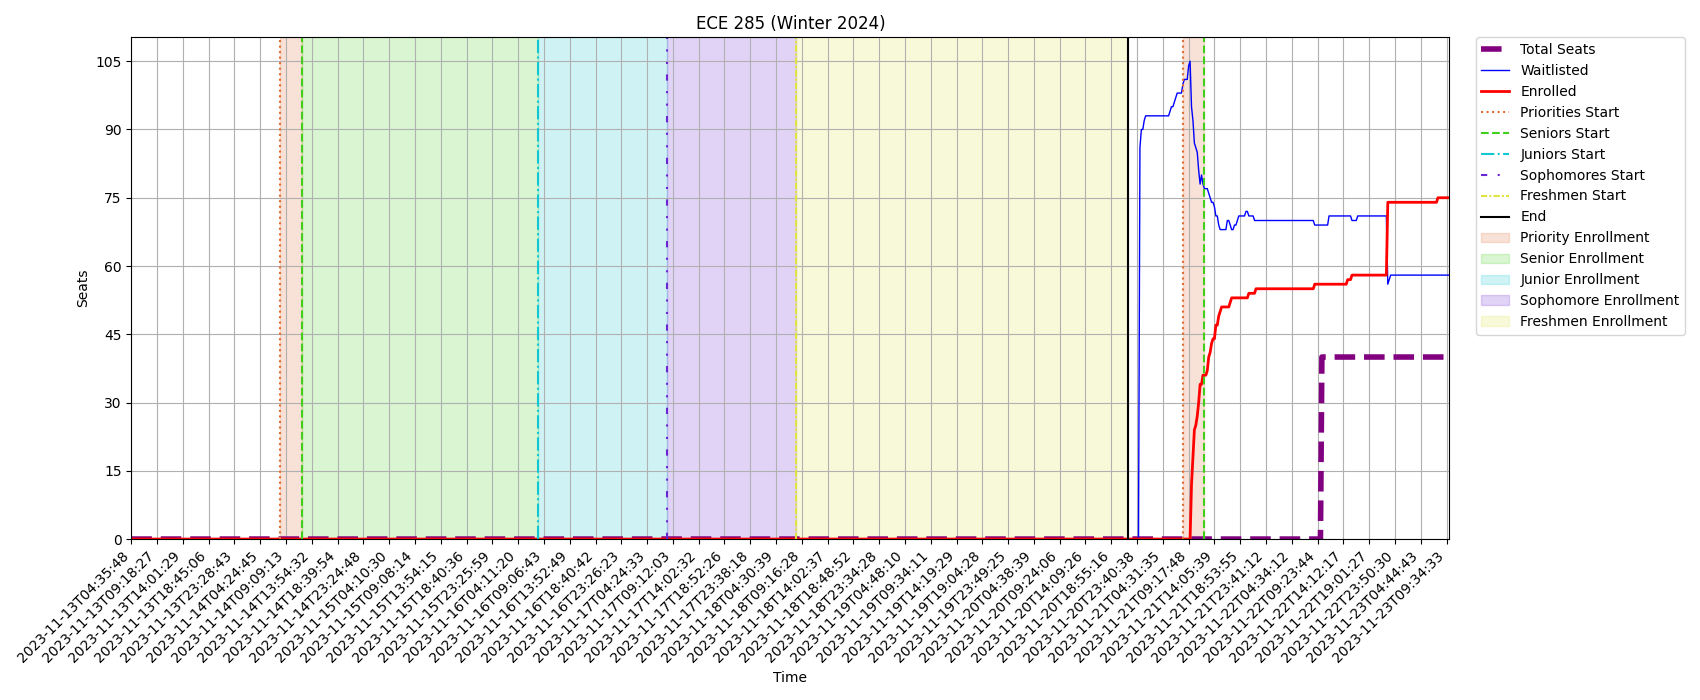 ECE 285 (Winter 2024)
Seats
105
90
75
60
45
30
15
0
2023-11-13T04:35:48
2023-11-13T09:18:27
2023-11-13T14:01:29
2023-11-13T18:45:06
2023-11-13T23:28:43
2023-11-14T04:24:45
2023-11-14T09:09:13
2023-11-14T13:54:32
2023-11-14T18:39:54
2023-11-14T23:24:48
2023-11-15T04:10:30
2023-11-15T09:08:14
2023-11-15T13:54:15
2023-11-15T18:40:36
2023-11-15T23:25:59
2023-11-16T04:11:20
2023-11-16T09:06:43
2023-11-16T13:52:49
2023-11-16T18:40:42
2023-11-16T23:26:23
2023-11-17T04:24:33
2023-11-17T09:12:03
2023-11-17T14:02:32
2023-11-17T18:52:26
2023-11-17T23:38:18
2023-11-18T04:30:39
2023-11-18T09:16:28
2023-11-18T14:02:37
2023-11-18T18:48:52
2023-11-18T23:34:28
2023-11-19T04:48:10
2023-11-19T09:34:11
2023-11-19T14:19:29
2023-11-19T19:04:28
2023-11-19T23:49:25
2023-11-20T04:38:39
2023-11-20T09:24:06
2023-11-20T14:09:26
2023-11-20T18:55:16
2023-11-20T23:40:38
2023-11-21T04:31:35
2023-11-21T09:17:48
2023-11-21T14:05:39
2023-11-21T18:53:55
2023-11-21T23:41:12
2023-11-22T04:34:12
2023-11-22T09:23:44
2023-11-22T14:12:17
2023-11-22T19:01:27
2023-11-22T23:50:30
2023-11-23T04:44:43
2023-11-23T09:34:33
Time
Total Seats
Waitlisted
Enrolled
Priorities Start
Seniors Start
Juniors Start
Sophomores Start
Freshmen Start
End
Priority Enrollment
Senior Enrollment
Junior Enrollment
Sophomore Enrollment
Freshmen Enrollment